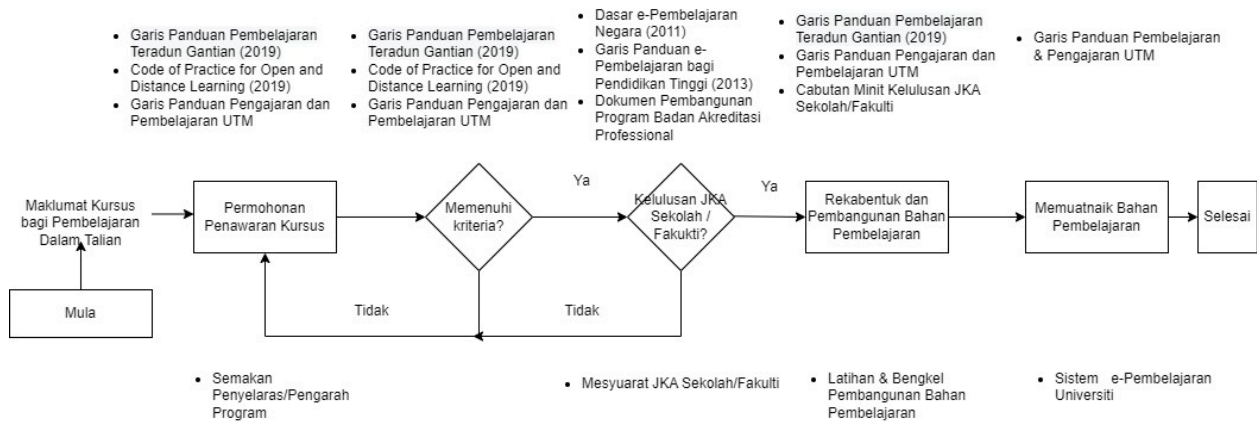 • Garis Panduan Pembelajaran
Teradun Gantian (2019)
• Code of Practice for Open and
Distance Learning (2019)
• Garis Panduan Pengajaran dan
Pembelajaran UTM
• Garis Panduan Pembelajaran
Teradun Gantian (2019)
• Code of Practice for Open and
Distance Learning (2019)
• Garis Panduan Pengajaran dan
Pembelajaran UTM
• Dasar e-Pembelajaran
Negara (2011)
• Garis Panduan e-
Pembelajaran bagi
Pendidikan Tinggi (2013)
• Dokumen Pembangunan
Program Badan Akreditasi
Professional
• Garis Panduan Pembelajaran
Teradun Gantian (2019)
• Garis Panduan Pengajaran dan
Pembelajaran UTM
• Cabutan Minit Kelulusan JKA
Sekolah/Fakulti
• Garis Panduan Pembelajaran
& Pengajaran UTM
Maklumat Kursus
bagi Pembelajaran
Dalam Talian
Permohonan
Penawaran Kursus
Memenuhi
kriteria?
Ya
Kelulusan JKA
Sekolah /
Fakukti?
Ya
Rekabentuk dan
Pembangunan Bahan
Pembelajaran
Memuatnaik Bahan
Pembelajaran
Selesai
Mula
Tidak
Tidak
• Semakan
Penyelaras/Pengarah
Program
• Mesyuarat JKA Sekolah/Fakulti
• Latihan & Bengkel
Pembangunan Bahan
Pembelajaran
• Sistem e-Pembelajaran
Universiti